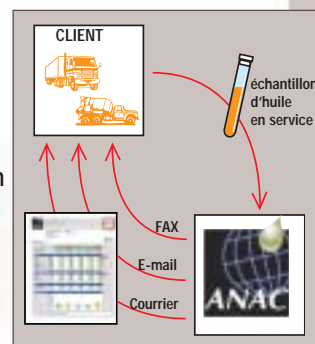 CLIENT
échantillon
d'huile
en service
n
FAX
E-mail
Courrier
ANAC